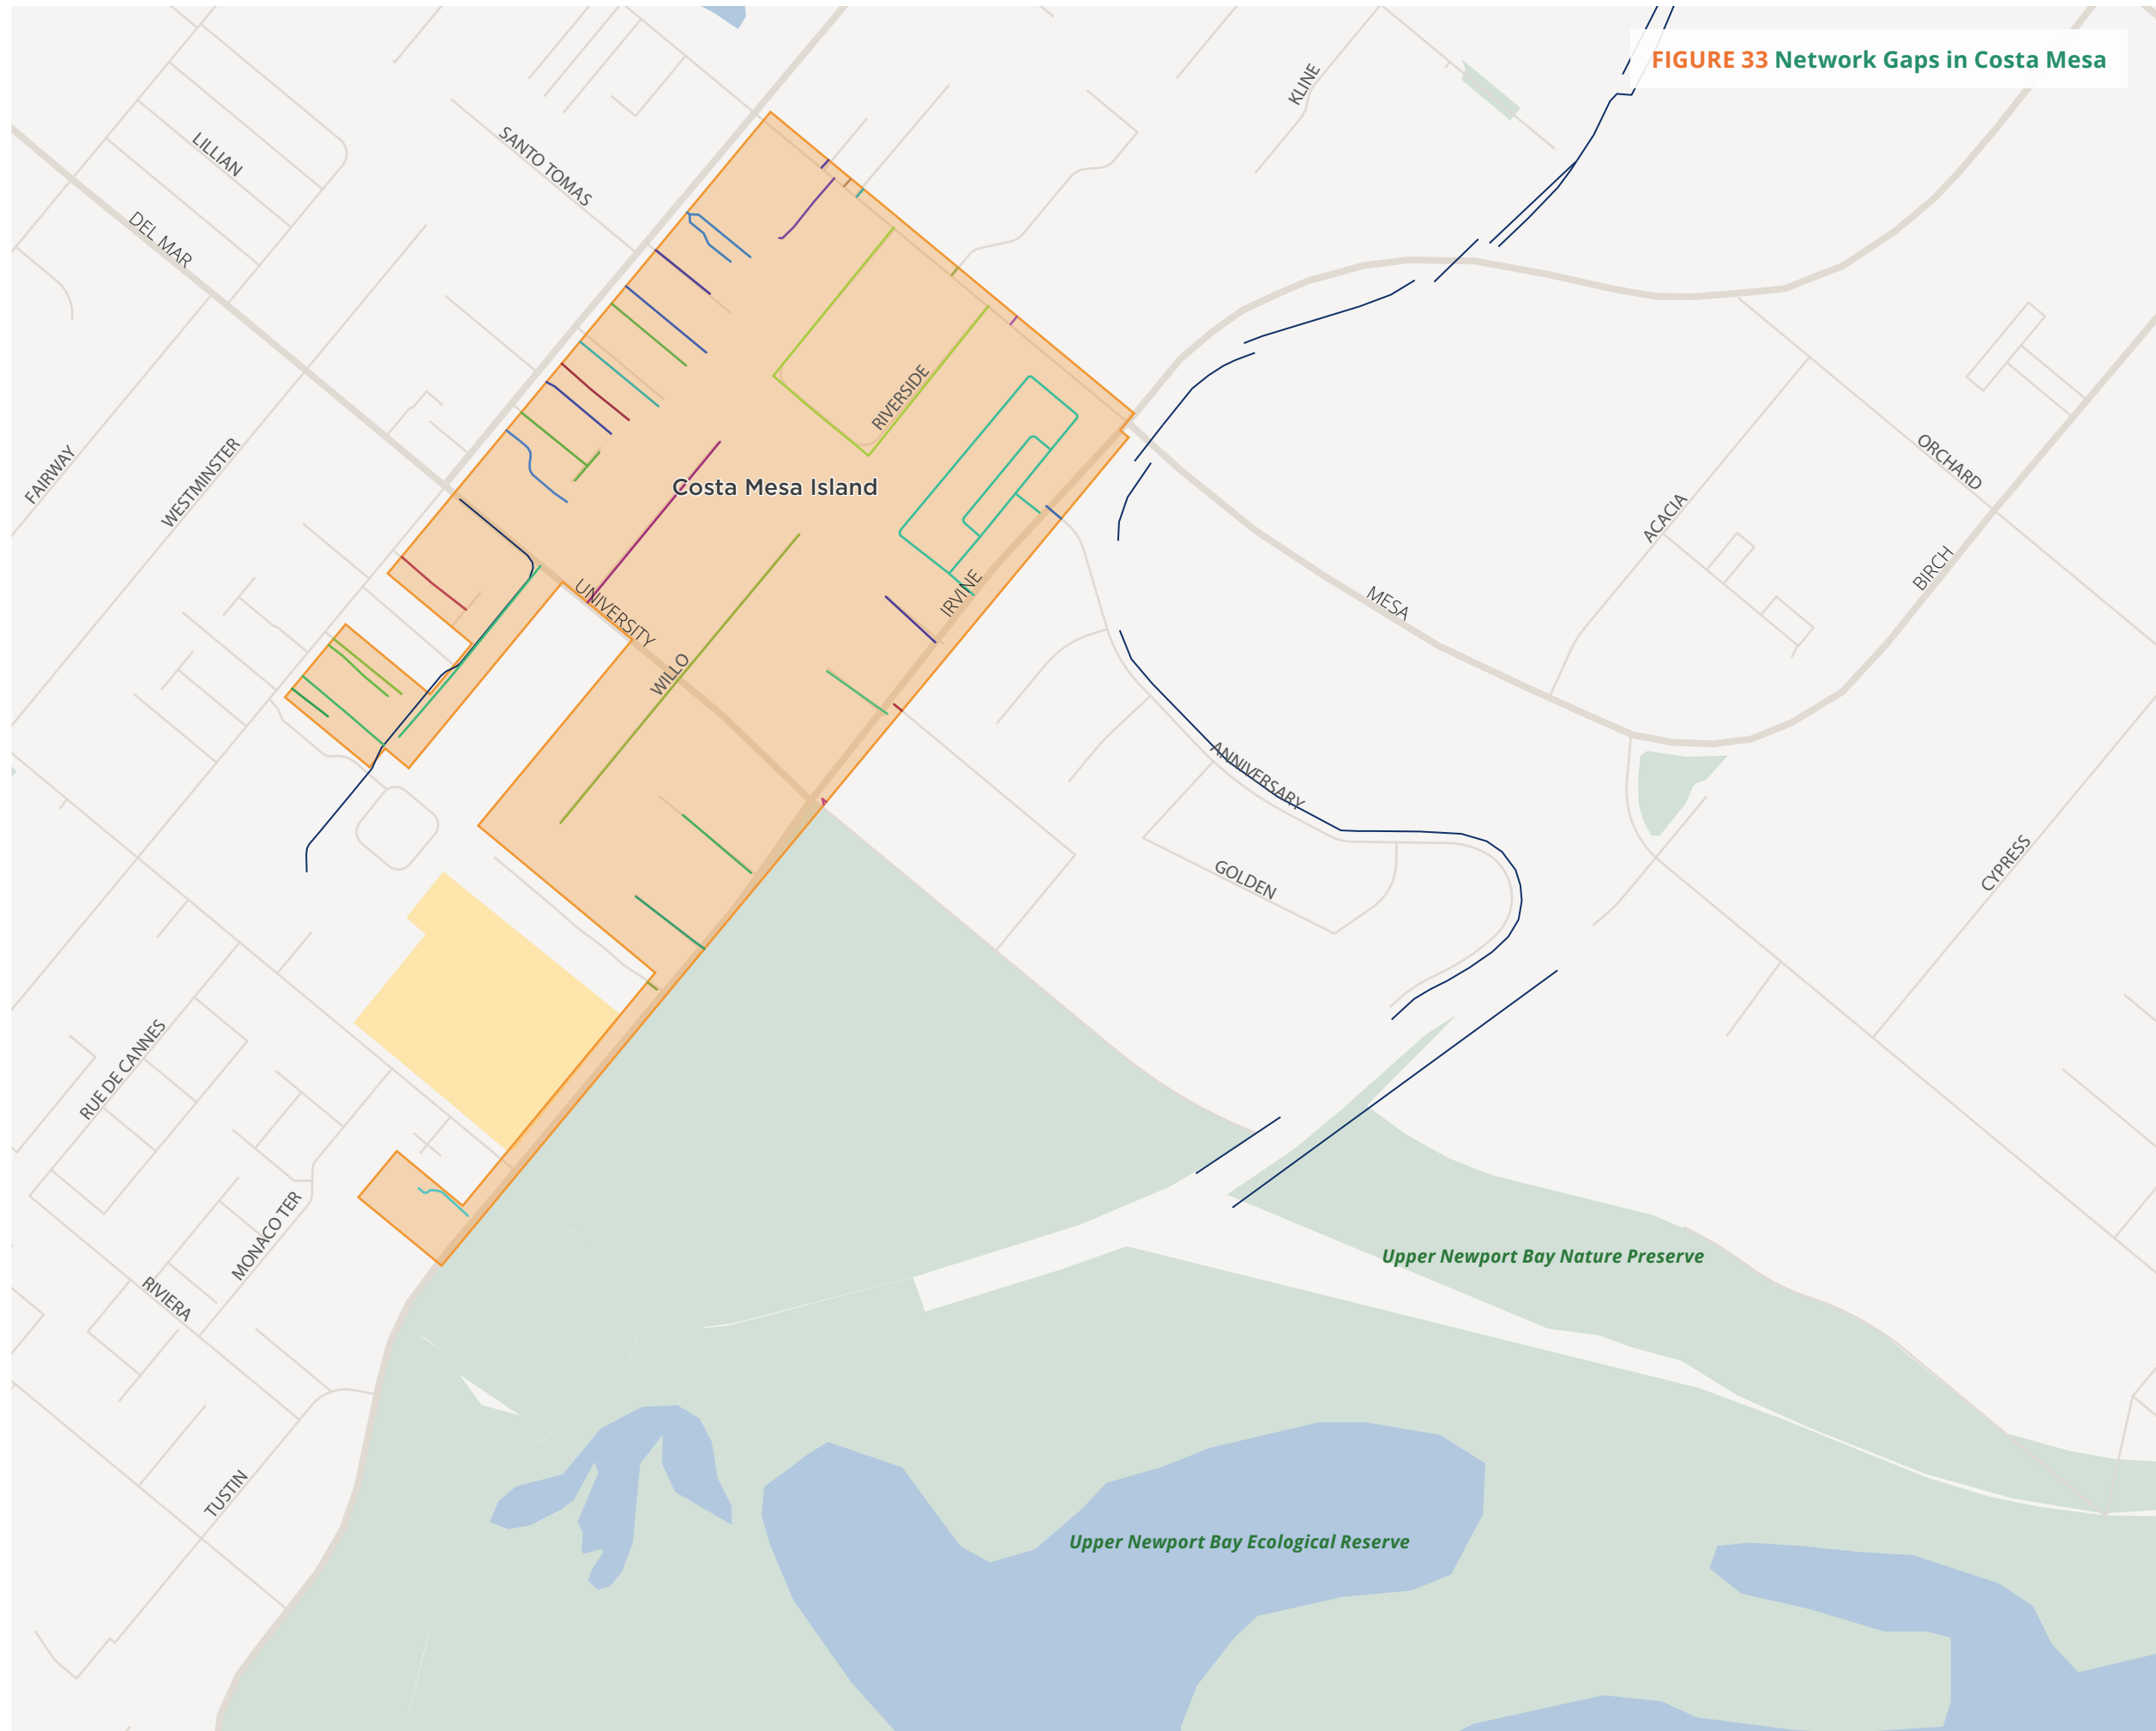 FIGURE 33 Network Gaps in Costa Mesa
KLINE
LILLIAN
SANTO TOMAS
DEL MAR
RIVERSIDE
FAIRWAY
WESTMINSTER
Costa Mesa Island
ORCHARD
ACACIA
BIRCH
UNIVERSITY
IRVINE
MESA
WILLO
ANNIVERSARY
GOLDEN
CYPRESS
RUE DE CANNES
MONACO TER
RIVIERA
Upper Newport Bay Nature Preserve
TUSTIN
Upper Newport Bay Ecological Reserve